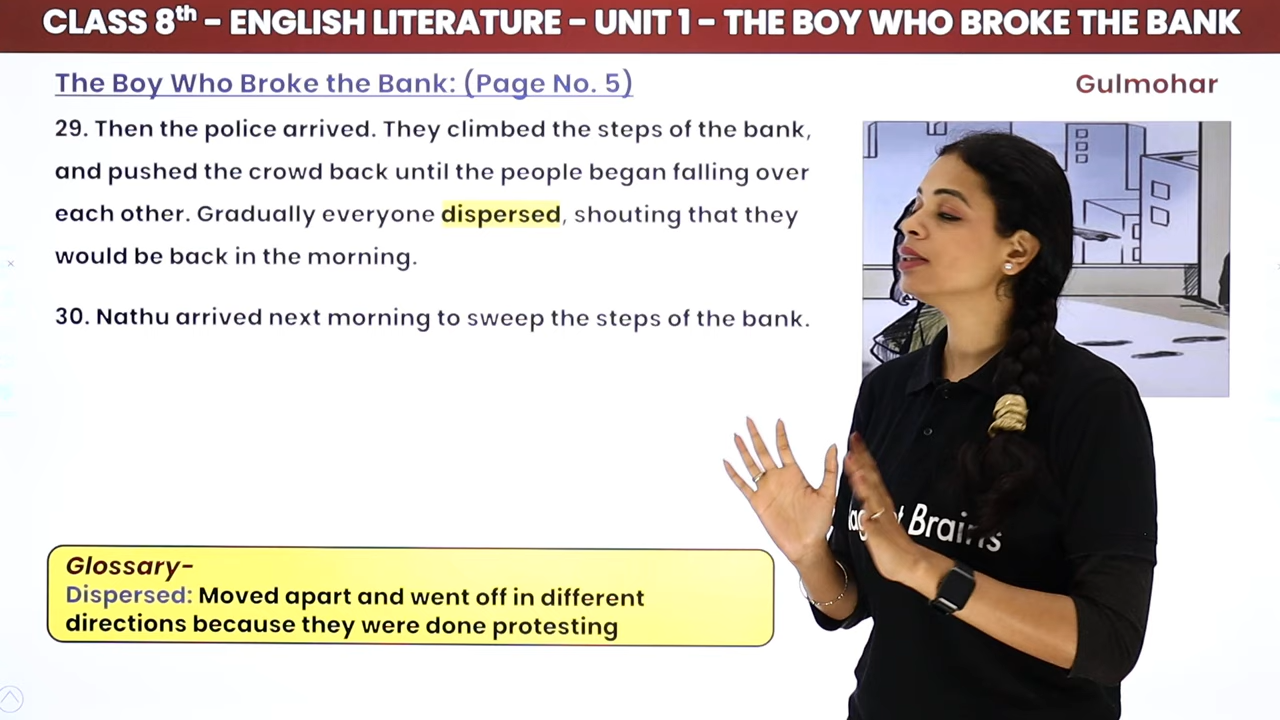 CLASS 8th - ENGLISH LITERATURE - UNIT 1 - THE BOY WHO BROKE THE BANK
The Boy Who Broke the Bank: (Page No. 5)
Gulmohar
29. Then the police arrived. They climbed the steps of the bank,
and pushed the crowd back until the people began falling over
each other. Gradually everyone dispersed, shouting that they
would be back in the morning.
30. Nathu arrived next morning to sweep the steps of the bank.
Brains
Glossary-
Dispersed: Moved apart and went off in different
directions because they were done protesting